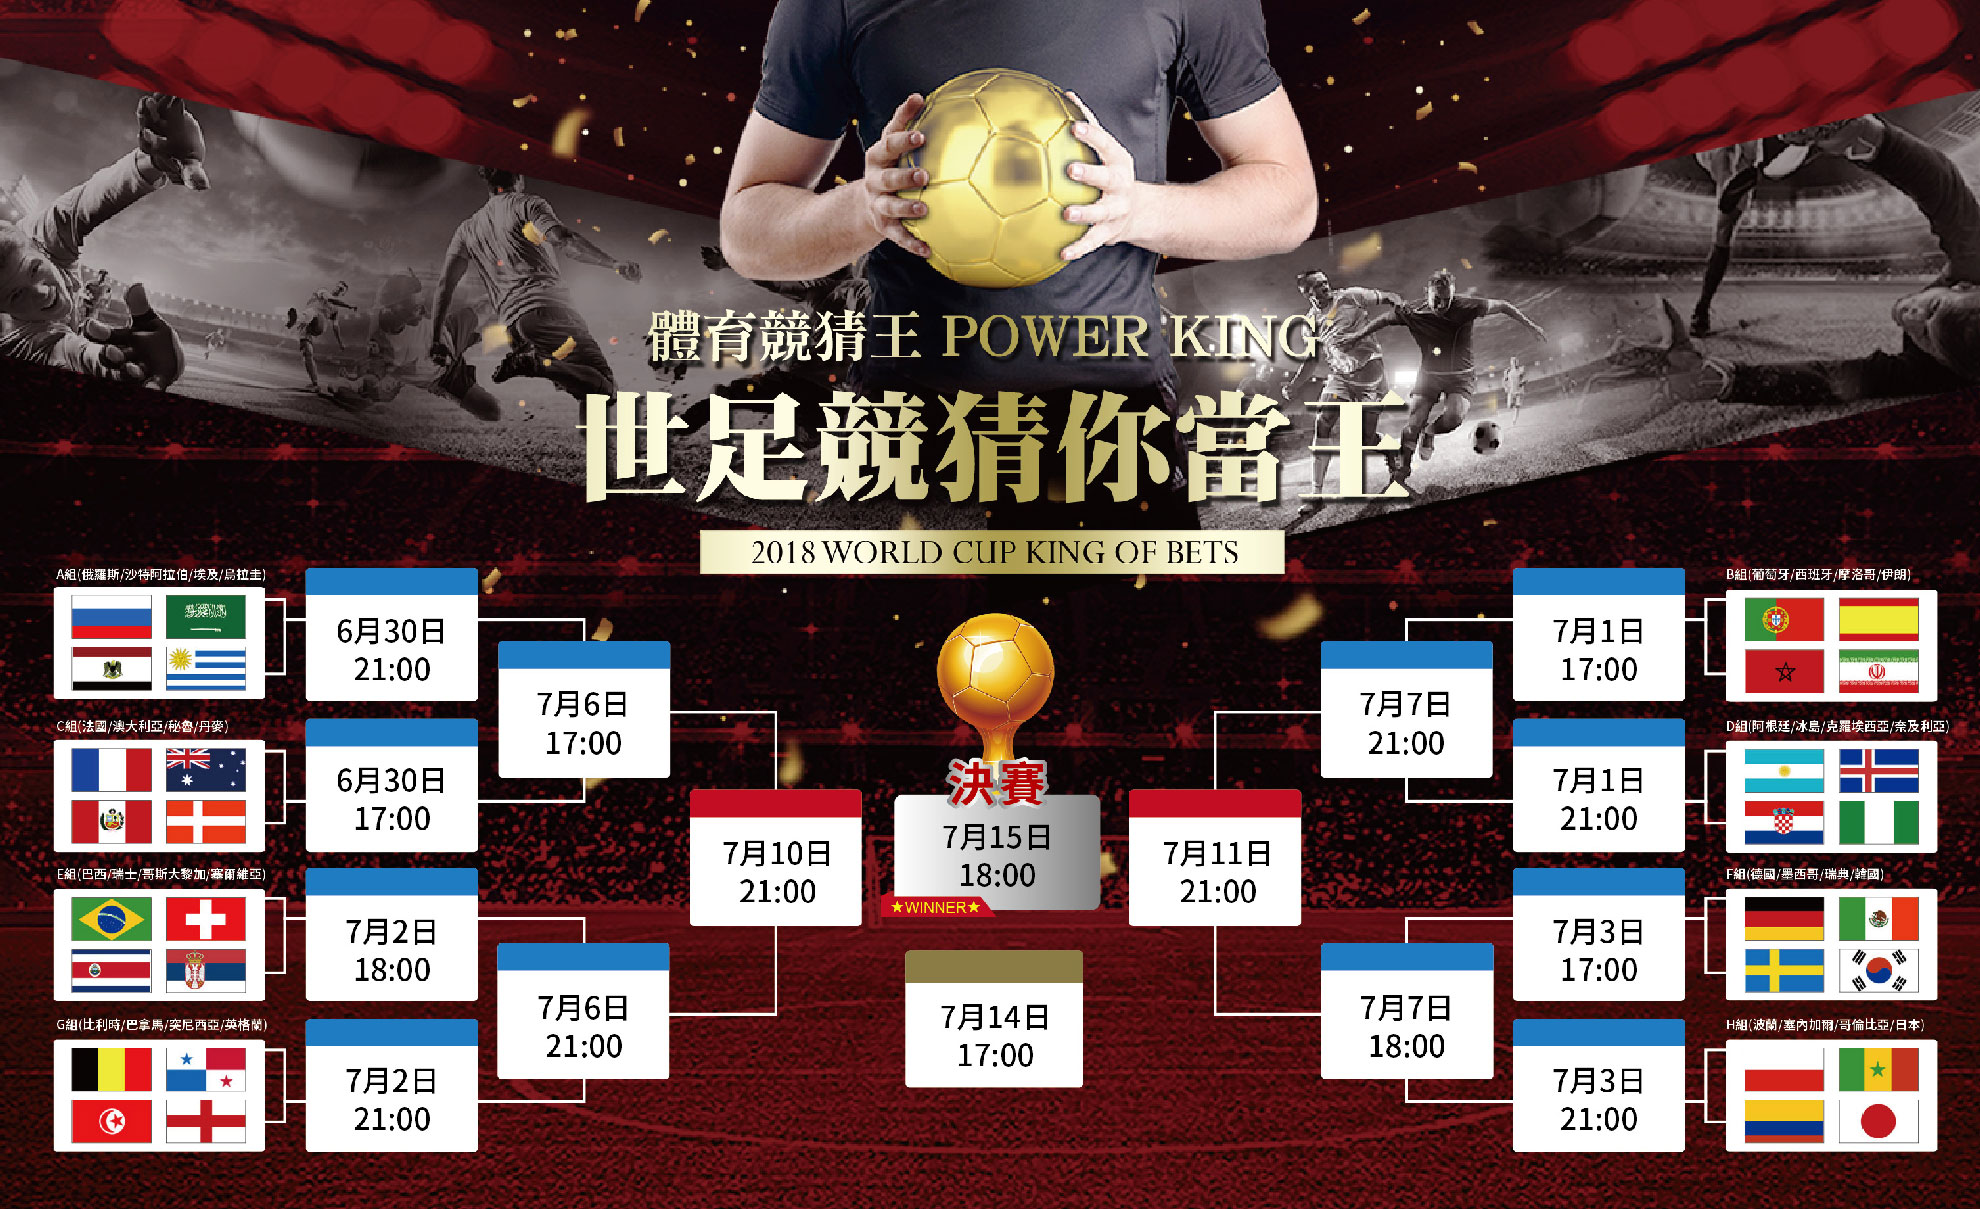 體育競猜王 POWER KING
世足競猜你當王
2018 WORLD CUP KING OF BETS
A組(俄羅斯/沙特阿拉伯/埃及/烏拉圭)
6月30日
21:00
C組(法國/澳大利亞/秘魯/丹麥)
6月30日
17:00
7月6日
17:00
E組(巴西/瑞士/哥斯大黎加/塞爾維亞)
7月2日
18:00
G組(比利時/巴拿馬/突尼西亞/英格蘭)
7月2日
21:00
7月6日
21:00
7月10日
21:00
決賽
7月15日
18:00
★WINNER★
7月14日
17:00
7月11日
21:00
7月7日
21:00
7月7日
18:00
B組(葡萄牙/西班牙/摩洛哥/伊朗)
7月1日
17:00
D組(阿根廷/冰島/克羅埃西亞/奈及利亞)
7月1日
21:00
F組(德國/墨西哥/瑞典/韓國)
7月3日
17:00
H組(波蘭/塞內加爾/哥倫比亞/日本)
7月3日
21:00